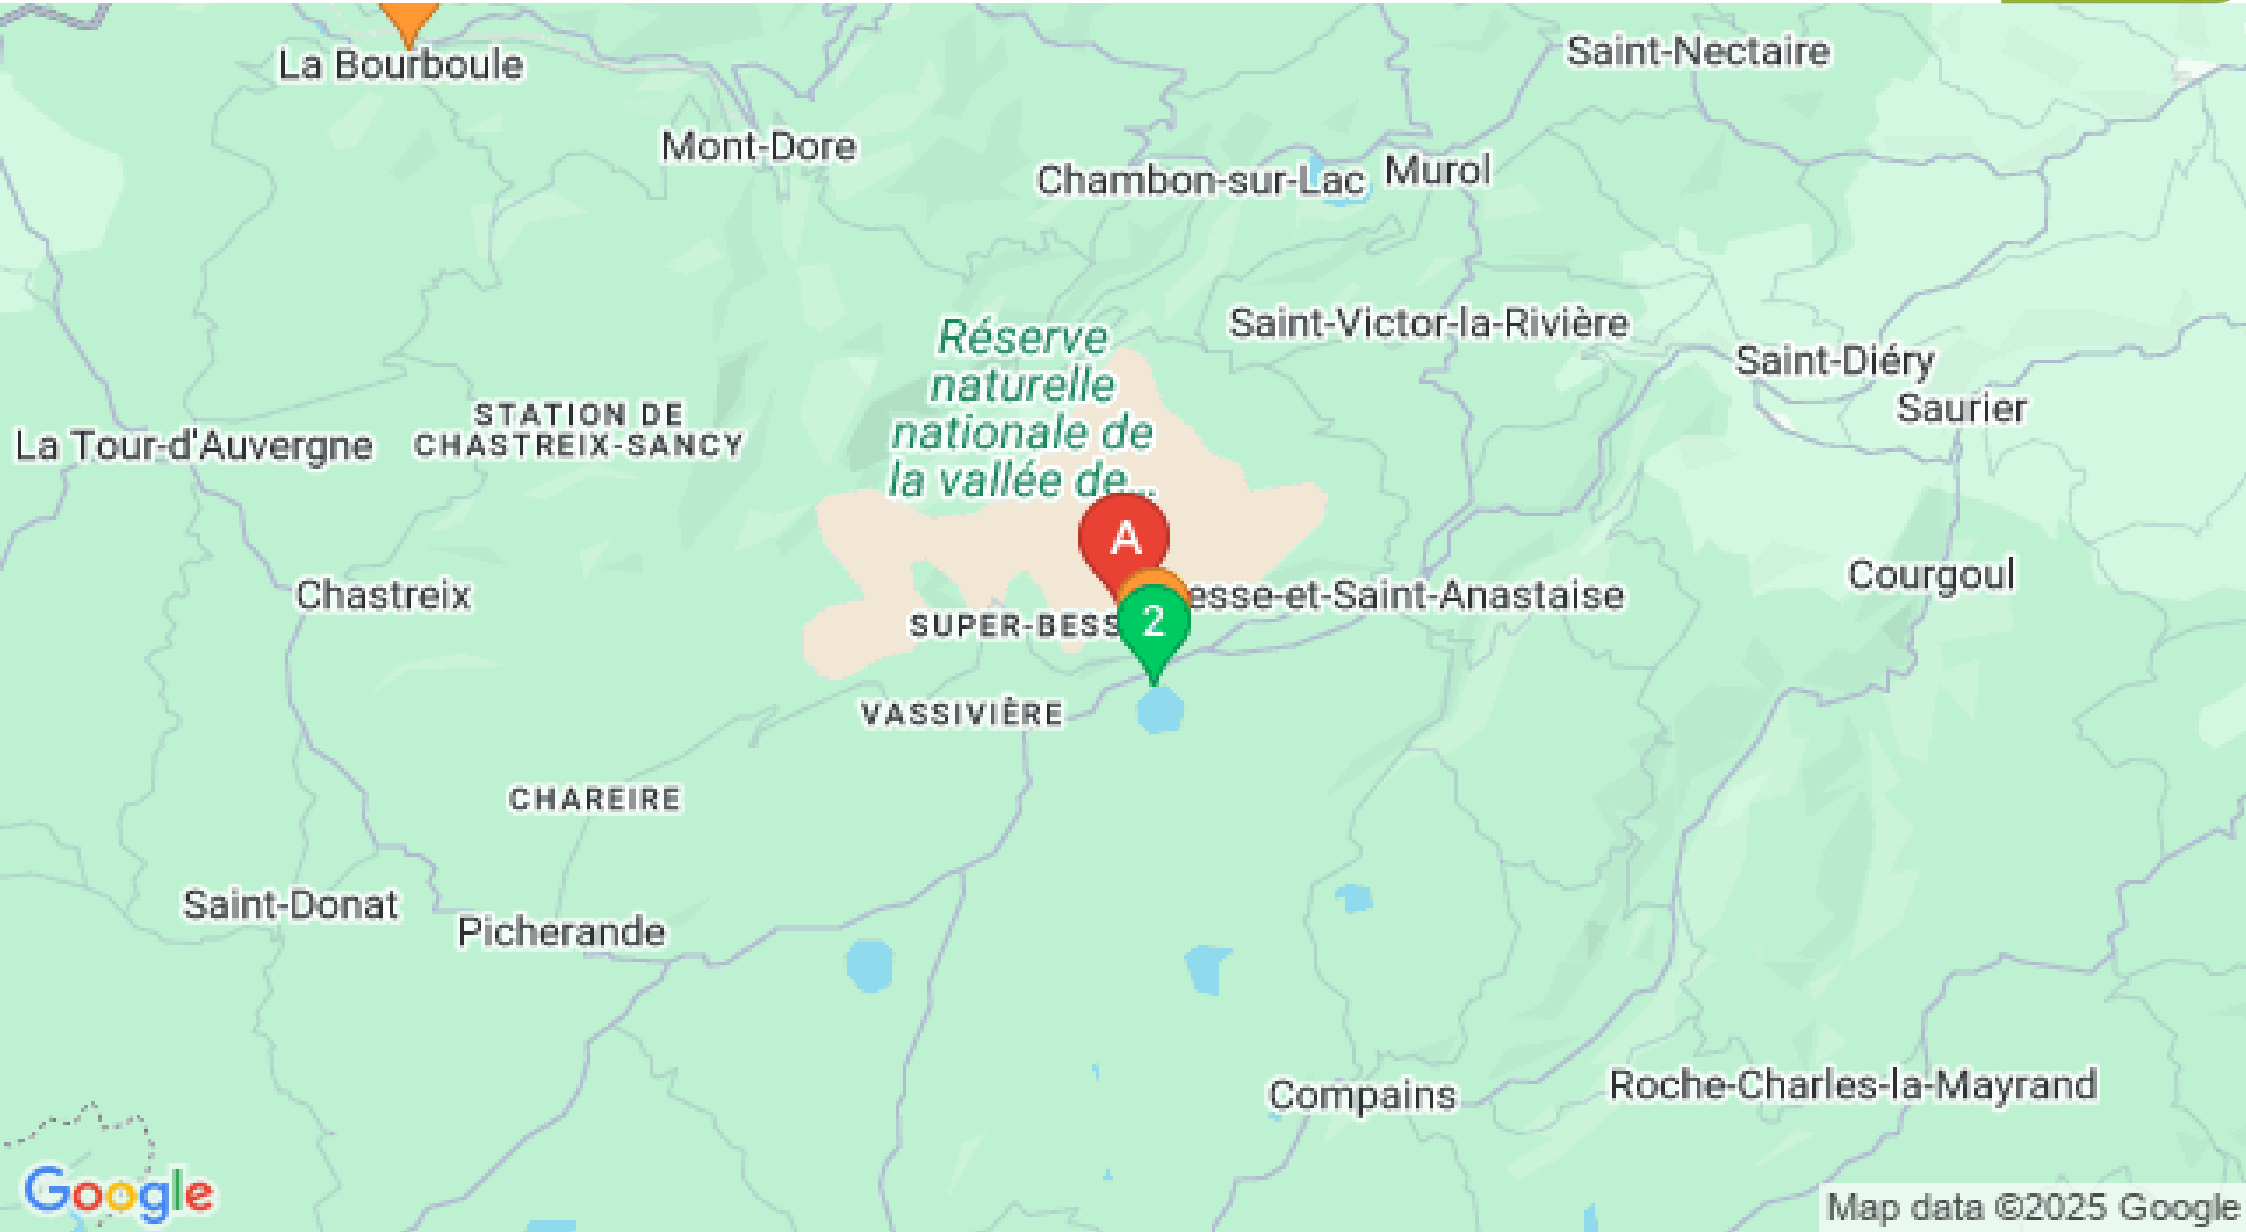 La Bourboule
Saint-Nectaire
Mont-Dore
Chambon-sur-Lac
Murol
Saint-Victor-la-Rivière
Réserve
naturelle
nationale de
la vallée de...
Saint-Diéry
Saurier
STATION DE
CHASTREIX-SANCY
La Tour-d'Auvergne
A
Chastreix
esse-et-Saint-Anastaise
Courgoul
SUPER-BESS
2
VASSIVIÈRE
CHAREIRE
Saint-Donat
Picherande
Compains
Roche-Charles-la-Mayrand
Google
Map data ©2025 Google